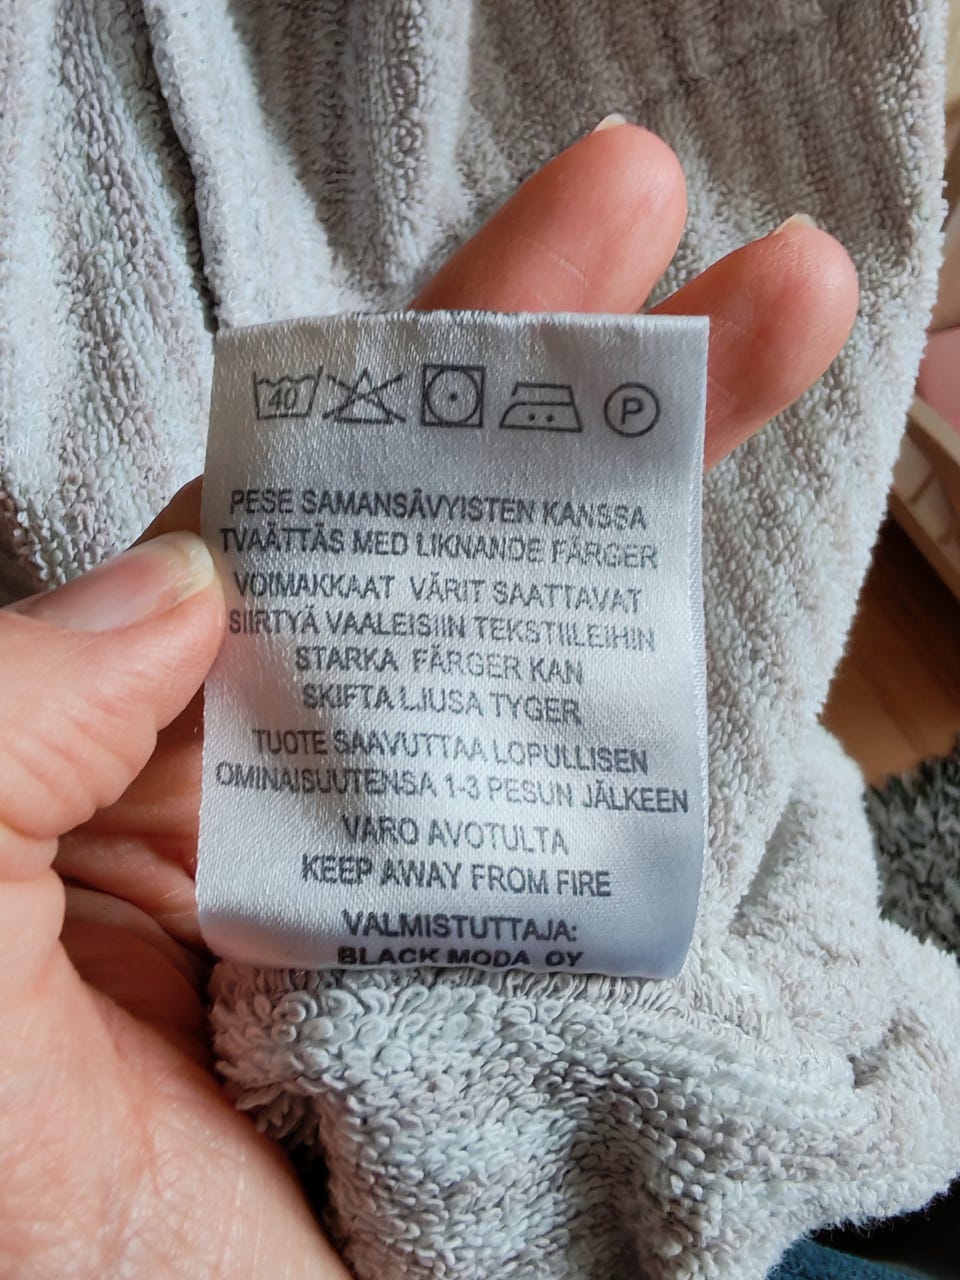 40 P
PESE SAMANSÄVYISTEN KANSSA
TVAÄTTÄS MED LIKNANDE FÄRGER
VOIMAKKAAT VÄRIT SAATTAVAT
SIIRTYÄ VAALEISIIN TEKSTIILEIHIN
STARKA FÄRGER KAN
SKIFTA LJUSA TYGER
TUOTE SAAVUTTAA LOPULLISEN
OMINAISUUTENSA 1-3 PESUN JÄLKEEN
VARO AVOTULTA
KEEP AWAY FROM FIRE
VALMISTUTTAJA:
BLACK MODA OY